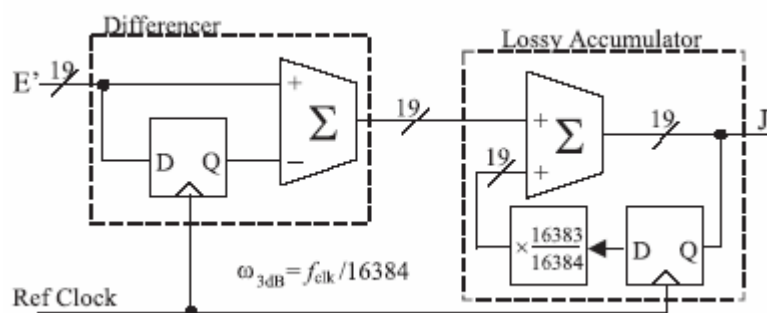 Differencer
Lossy Accumulator
E' 19
+
Σ
−
D Q
19
19
+
Σ
+
19
J
× 16383/16384
D Q
ω3dB = fclk/16384
Ref Clock